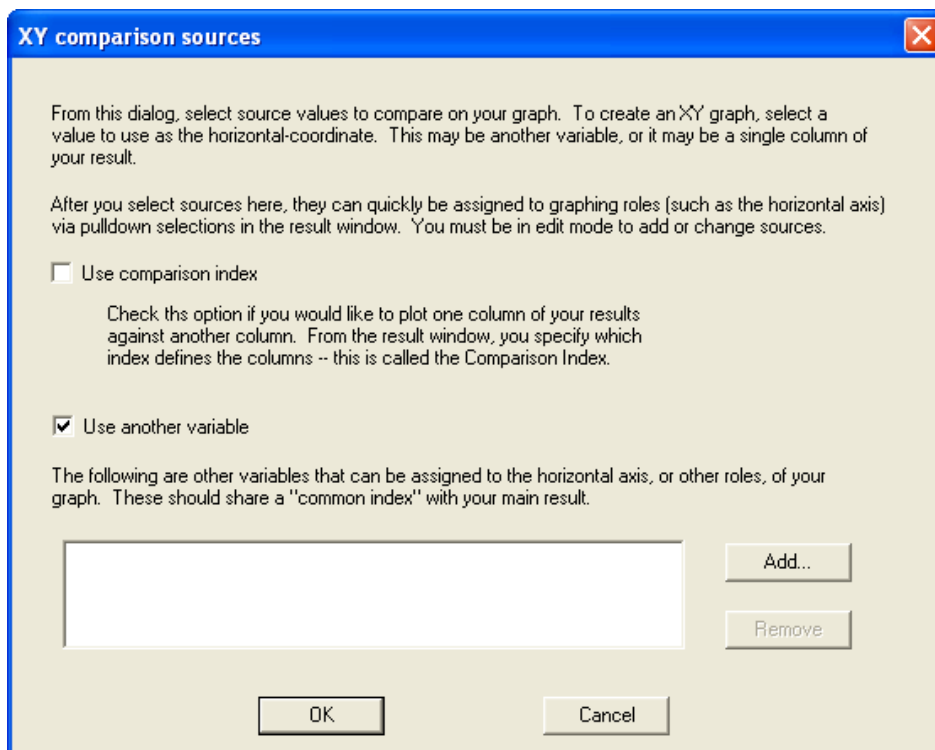 XY comparison sources
From this dialog, select source values to compare on your graph. To create an XY graph, select a
value to use as the horizontal-coordinate. This may be another variable, or it may be a single column of
your result.
After you select sources here, they can quickly be assigned to graphing roles (such as the horizontal axis)
via pulldown selections in the result window. You must be in edit mode to add or change sources.
Use comparison index
Check ths option if you would like to plot one column of your results
against another column. From the result window, you specify which
index defines the columns -- this is called the Comparison Index.
Use another variable
The following are other variables that can be assigned to the horizontal axis, or other roles, of your
graph. These should share a "common index" with your main result.
Add...
Remove
OK
Cancel